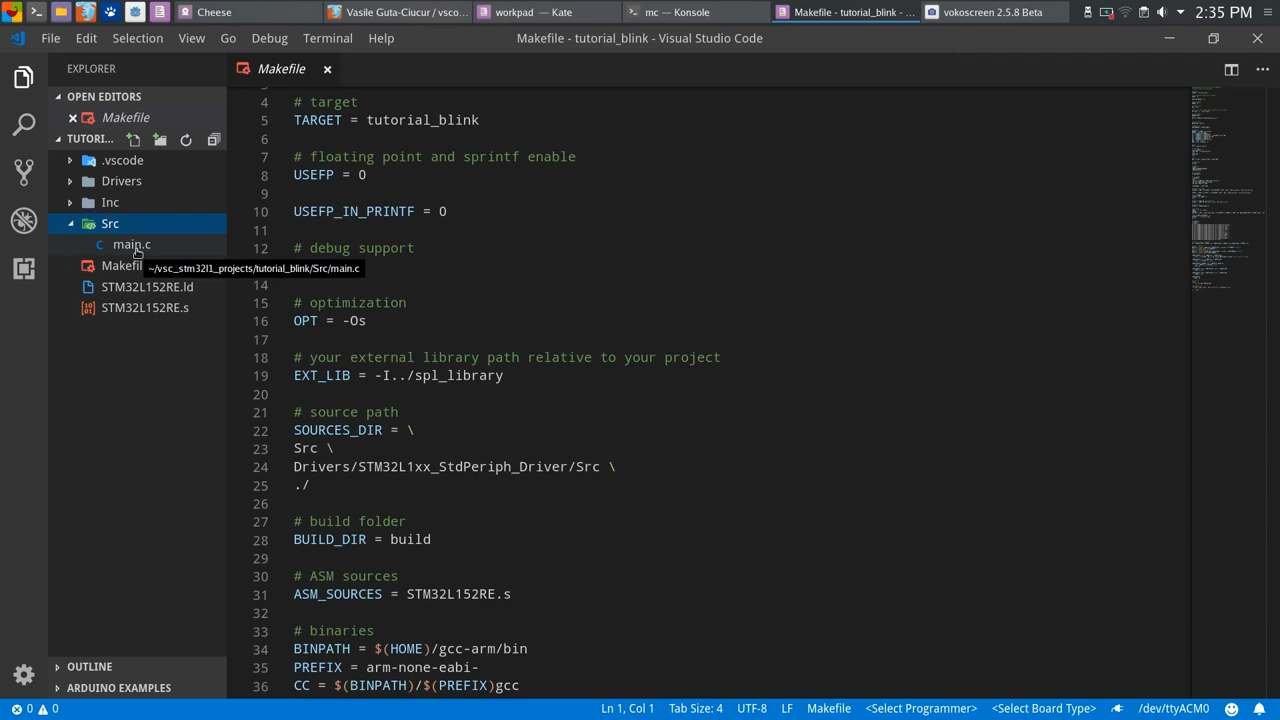 Cheese
Vasile Guta-Ciucur / vsco...
workpad — Kate
mc — Konsole
Makefile - tutorial_blink - ...
vokoscreen 2.5.8 Beta
2:35 PM
File Edit Selection View Go Debug Terminal Help
Makefile - tutorial_blink - Visual Studio Code
EXPLORER
Makefile
OPEN EDITORS
Makefile
TUTORI...
.vscode
Drivers
Inc
Src
main.c
Makefil
~/vsc_stm32l1_projects/tutorial_blink/Src/main.c
STM32L152RE.ld
STM32L152RE.s
OUTLINE
ARDUINO EXAMPLES
4 # target
5 TARGET = tutorial_blink
6
7 # floating point and sprintf enable
8 USEFP = 0
9
10 USEFP_IN_PRINTF = 0
11
12 # debug support
14
15 # optimization
16 OPT = -Os
17
18 # your external library path relative to your project
19 EXT_LIB = -I../spl_library
20
21 # source path
22 SOURCES_DIR = \
23 Src \
24 Drivers/STM32L1xx_StdPeriph_Driver/Src \
25 ./
26
27 # build folder
28 BUILD_DIR = build
29
30 # ASM sources
31 ASM_SOURCES = STM32L152RE.s
32
33 # binaries
34 BINPATH = $(HOME)/gcc-arm/bin
35 PREFIX = arm-none-eabi-
36 CC = $(BINPATH)/$(PREFIX)gcc
0 0
Ln 1, Col 1 Tab Size: 4 UTF-8 LF Makefile <Select Programmer> <Select Board Type> /dev/ttyACM0